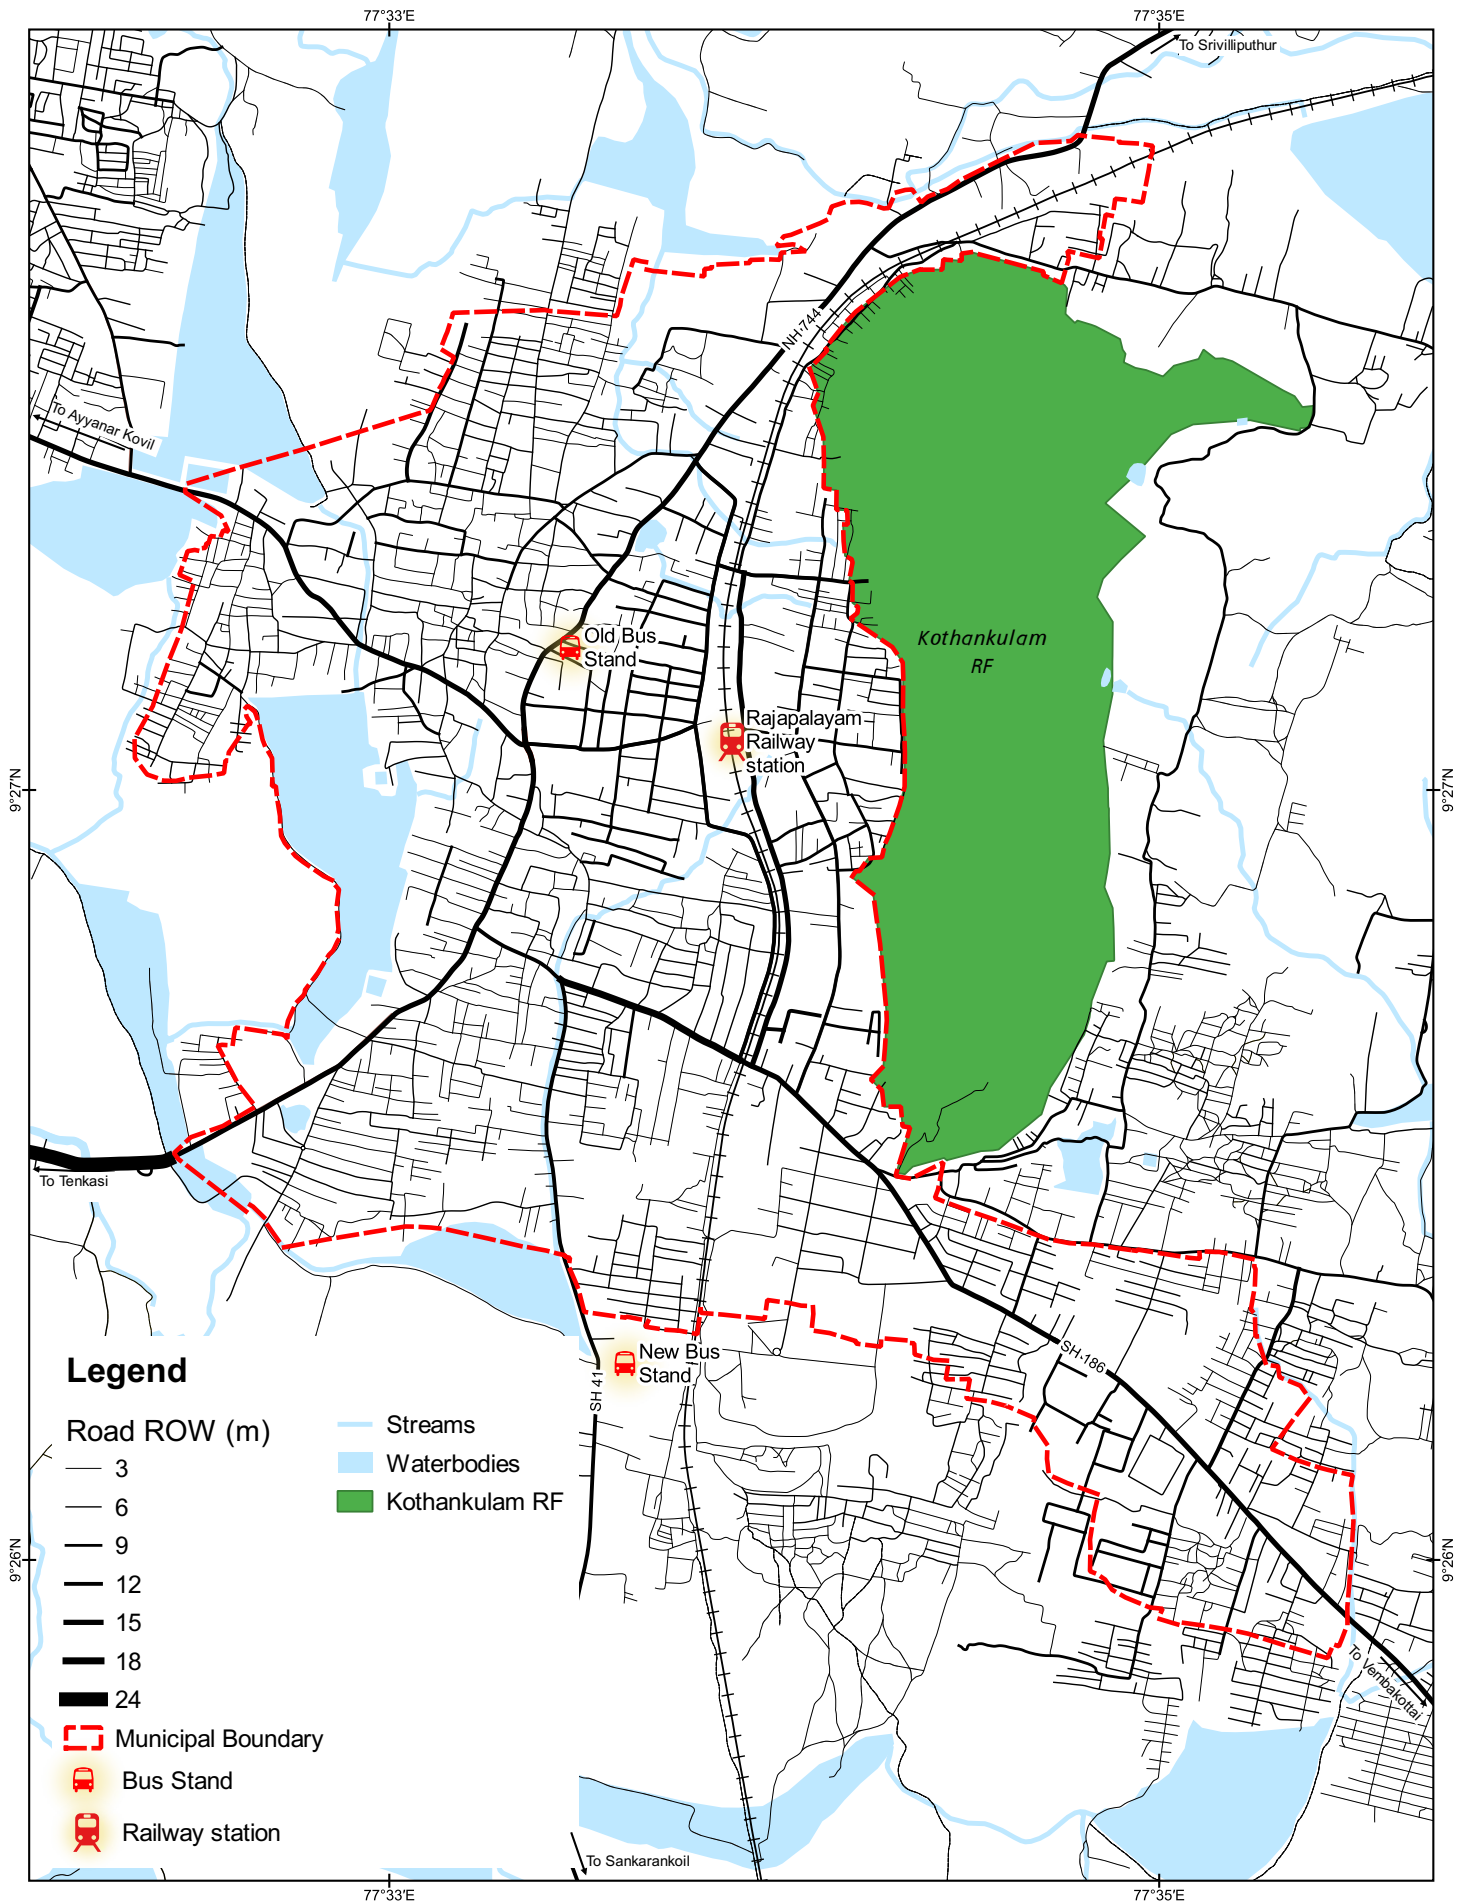 77°33'E
77°35'E
To Srivilliputhur
NH-744
To Ayyanar Kovil
Old Bus
Stand
Kothankulam
RF
Rajapalayam
Railway
station
9°27'N
9°27'N
To Tenkasi
New Bus
Stand
SH 41
SH-186
Legend
Road ROW (m)
3
6
9
12
15
18
24
Municipal Boundary
Bus Stand
Railway station
Streams
Waterbodies
Kothankulam RF
9°26'N
9°26'N
To Vembakottai
To Sankarankoil
77°33'E
77°35'E